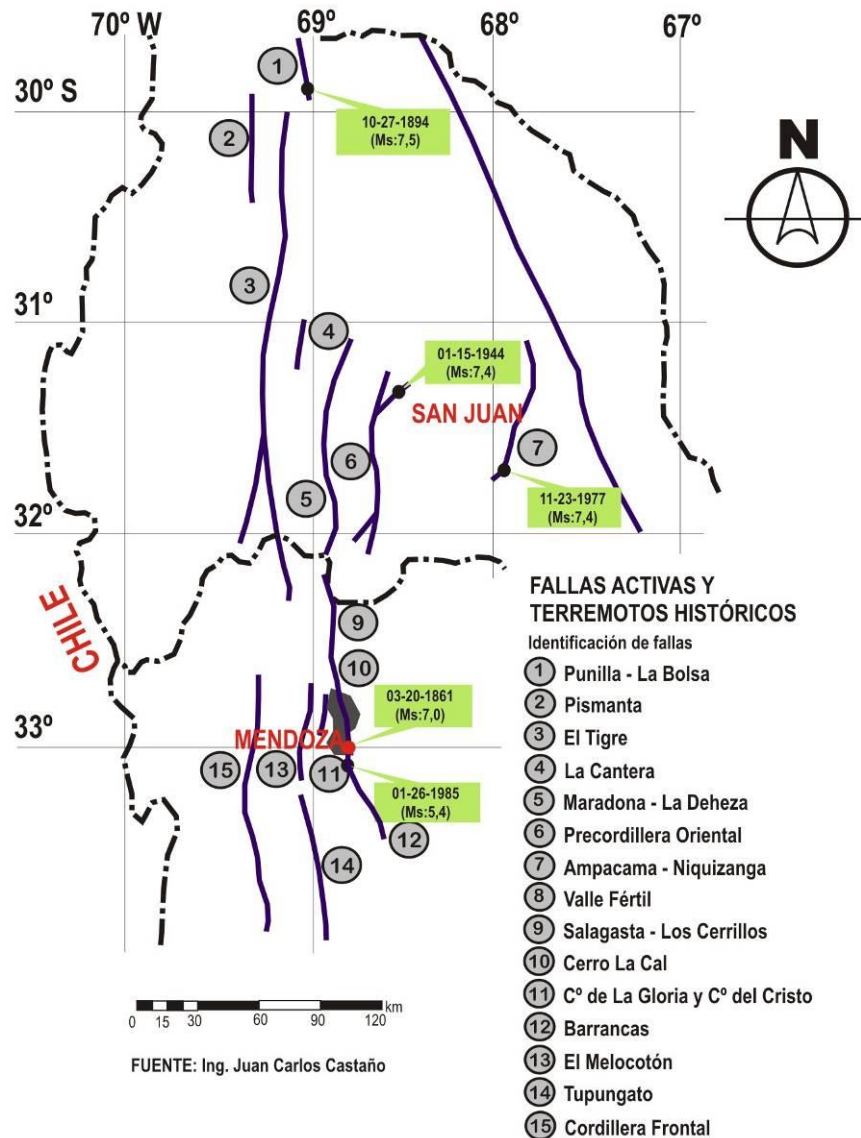 70º W 69º 68º 67º
1
30º S
10-27-1894
(Ms:7,5)
N
2
3
31º
4
01-15-1944
(Ms:7,4)
SAN JUAN
7
6
5
11-23-1977
(Ms:7,4)
32º
CHILE
9
10
03-20-1861
(Ms:7,0)
33º
MENDOZA
15
13
11
01-26-1985
(Ms:5,4)
12
14
km
0 15 30 60 90 120
FUENTE: Ing. Juan Carlos Castaño
FALLAS ACTIVAS Y
TERREMOTOS HISTÓRICOS
Identificación de fallas
1 Punilla - La Bolsa
2 Pismanta
3 El Tigre
4 La Cantera
5 Maradona - La Deheza
6 Precordillera Oriental
7 Ampacama - Niquizanga
8 Valle Fértil
9 Salagasta - Los Cerrillos
10 Cerro La Cal
11 Cº de La Gloria y Cº del Cristo
12 Barrancas
13 El Melocotón
14 Tupungato
15 Cordillera Frontal